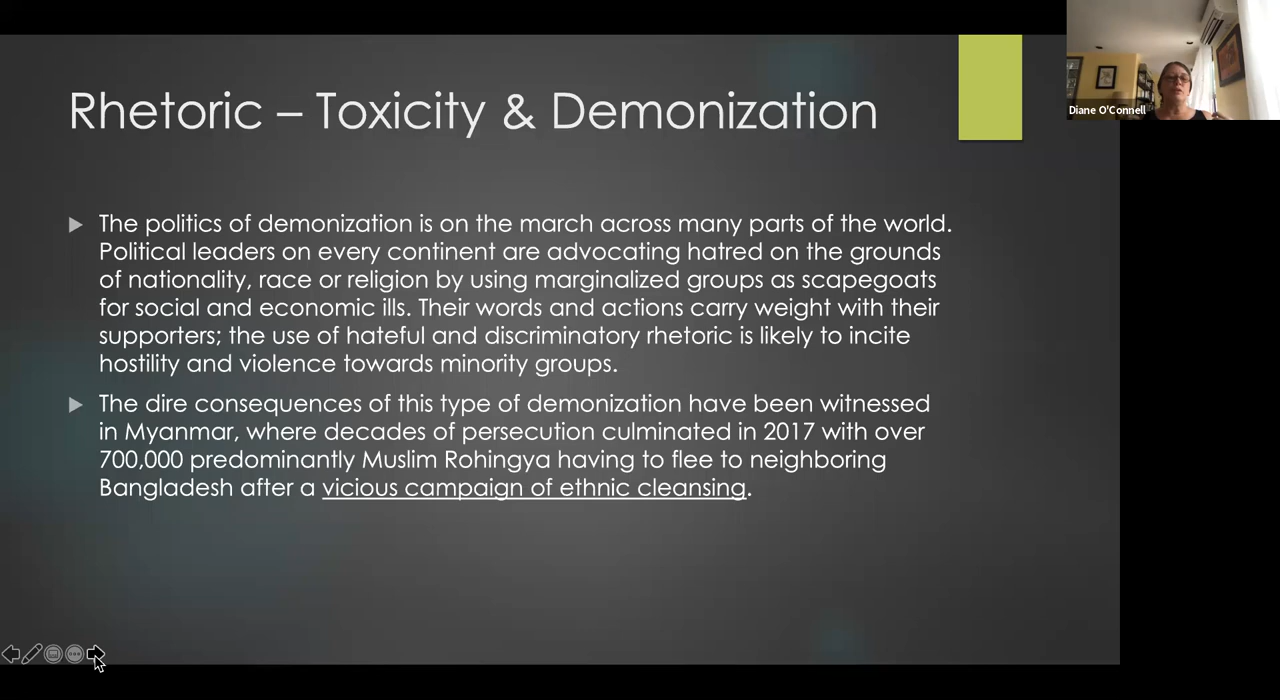 Rhetoric – Toxicity & Demonization
Diane O'Connell
The politics of demonization is on the march across many parts of the world.
Political leaders on every continent are advocating hatred on the grounds
of nationality, race or religion by using marginalized groups as scapegoats
for social and economic ills. Their words and actions carry weight with their
supporters; the use of hateful and discriminatory rhetoric is likely to incite
hostility and violence towards minority groups.
The dire consequences of this type of demonization have been witnessed
in Myanmar, where decades of persecution culminated in 2017 with over
700,000 predominantly Muslim Rohingya having to flee to neighboring
Bangladesh after a vicious campaign of ethnic cleansing.